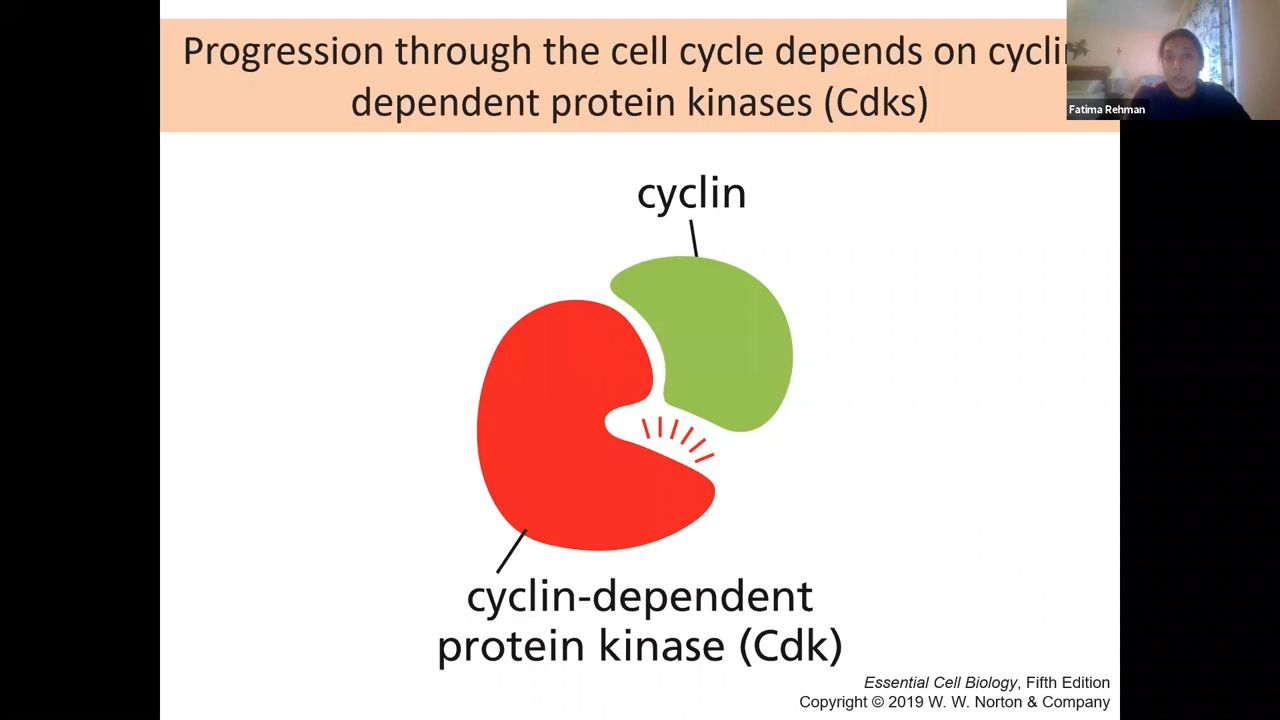 Progression through the cell cycle depends on cyclin
dependent protein kinases (Cdks)
Fatima Rehman
cyclin
cyclin-dependent
protein kinase (Cdk)
Essential Cell Biology, Fifth Edition
Copyright © 2019 W. W. Norton & Company